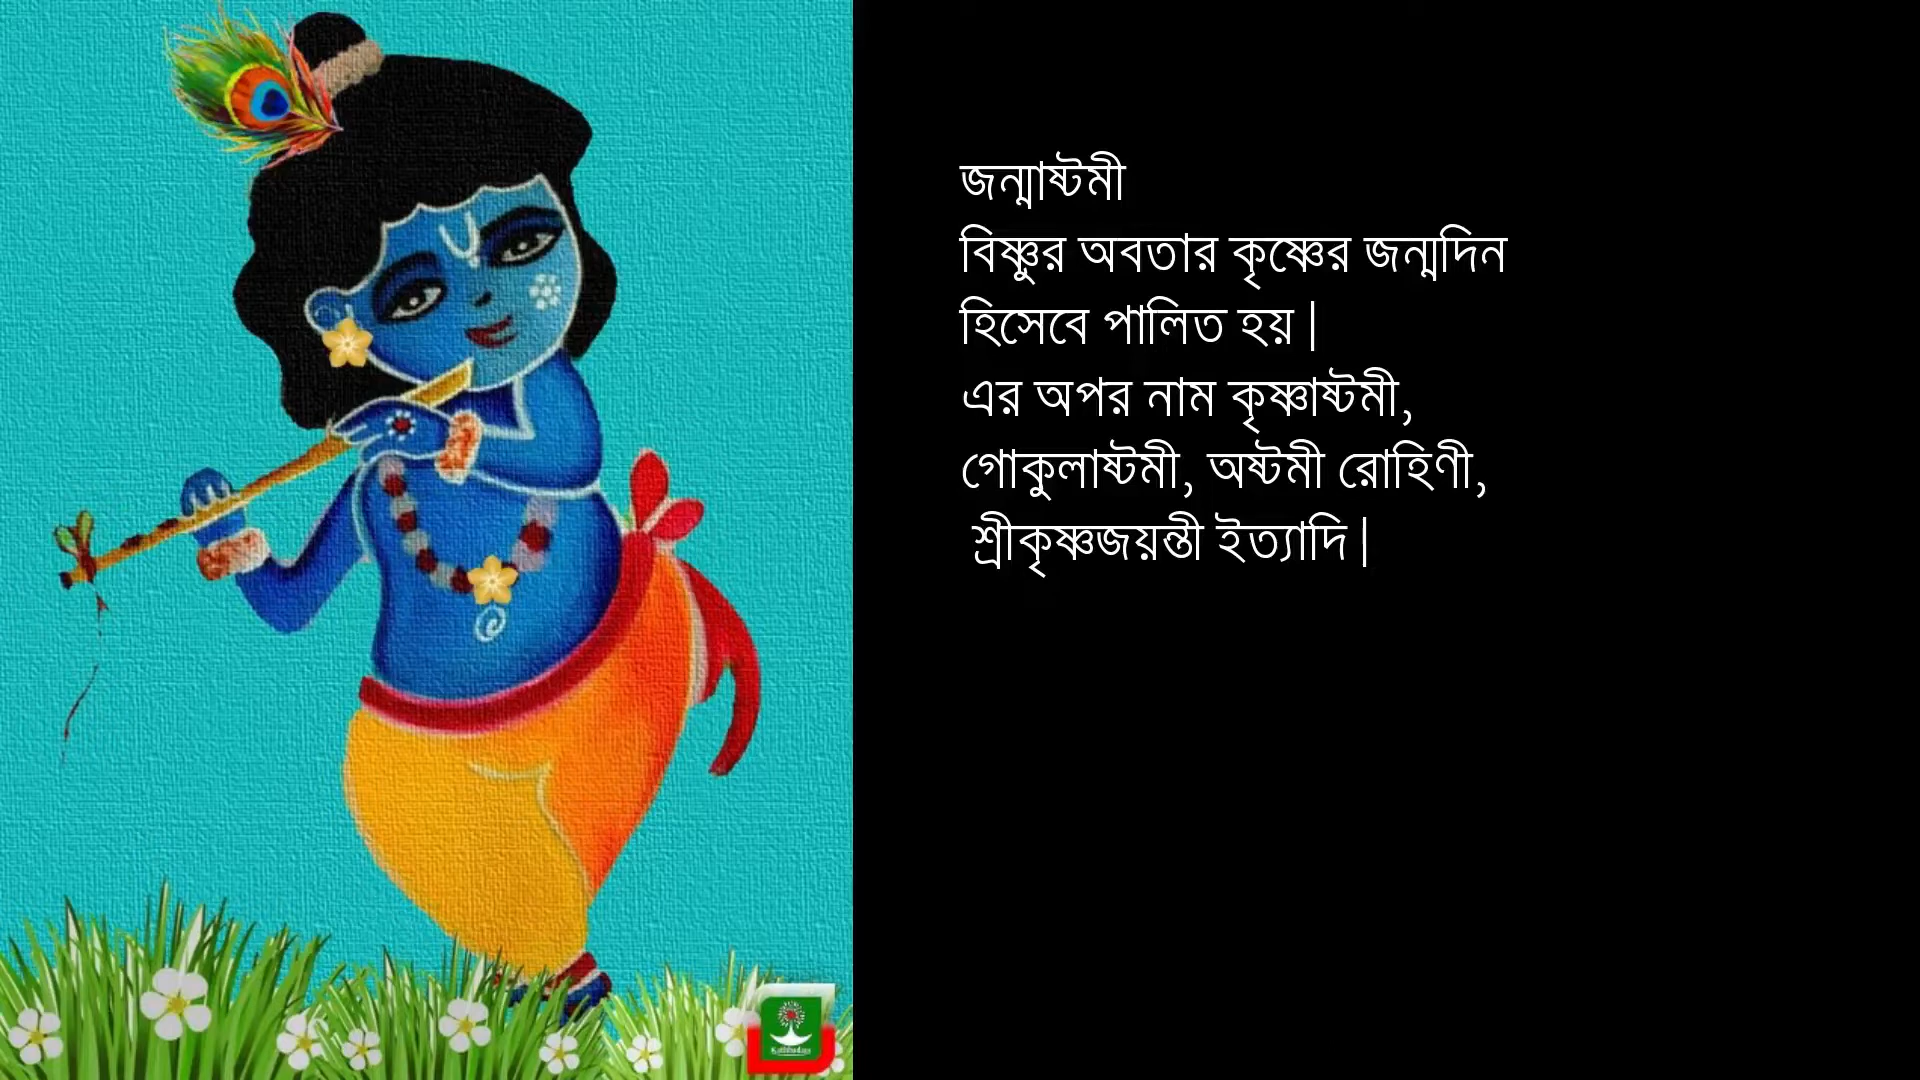 জন্মাষ্টমী
বিষ্ণুর অবতার কৃষ্ণের জন্মদিন
হিসেবে পালিত হয় |
এর অপর নাম কৃষ্ণাষ্টমী,
গোকুলাষ্টমী, অষ্টমী রোহিণী,
শ্রীকৃষ্ণজয়ন্তী ইত্যাদি |